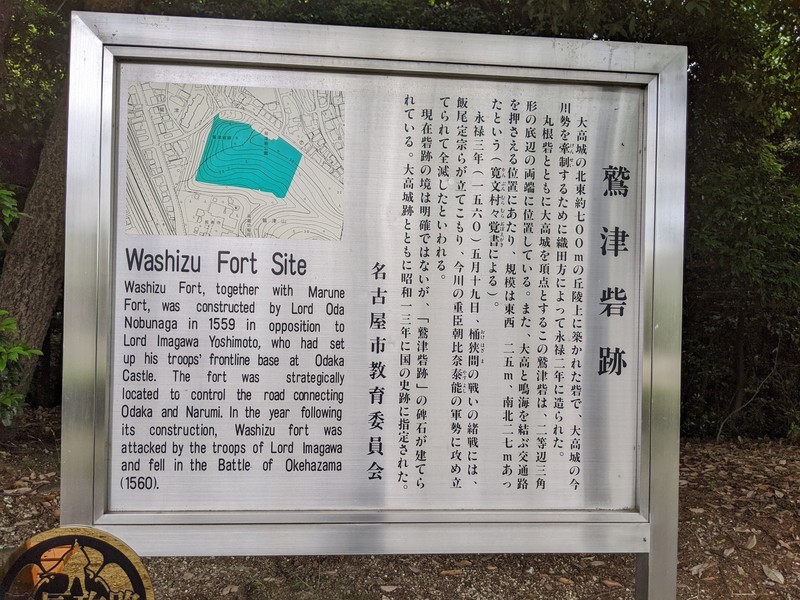 鷲津砦跡
大高城の北東約七００ｍの丘陵上に築かれた砦で、大高城の今
川勢を牽制するために織田方によって永禄二年に造られた。
丸根砦とともに大高城を頂点とするこの鷲津砦は、二等辺三角
形の底辺の両端に位置している。また、大高と鳴海を結ぶ交通路
を押さえる位置にあたり、規模は東西二五ｍ、南北二七ｍあっ
たという（寛文村々覚書による）。
永禄三年（一五六０）五月十九日、桶狭間の戦いの緒戦には、
飯尾定宗らが立てこもり、今川の重臣朝比奈泰能の軍勢に攻め立
てられて全滅したといわれる。
現在砦跡の境は明確ではないが、「鷲津砦跡」の碑石が建てら
れている。大高城跡とともに昭和一三年に国の史跡に指定された。
名古屋市教育委員会
Washizu Fort Site
Washizu Fort, together with Marune
Fort, was constructed by Lord Oda
Nobunaga in 1559 in opposition to
Lord Imagawa Yoshimoto, who had set
up his troops' frontline base at Odaka
Castle. The fort was strategically
located to control the road connecting
Odaka and Narumi. In the year following
its construction, Washizu fort was
attacked by the troops of Lord Imagawa
and fell in the Battle of Okehazama
(1560).